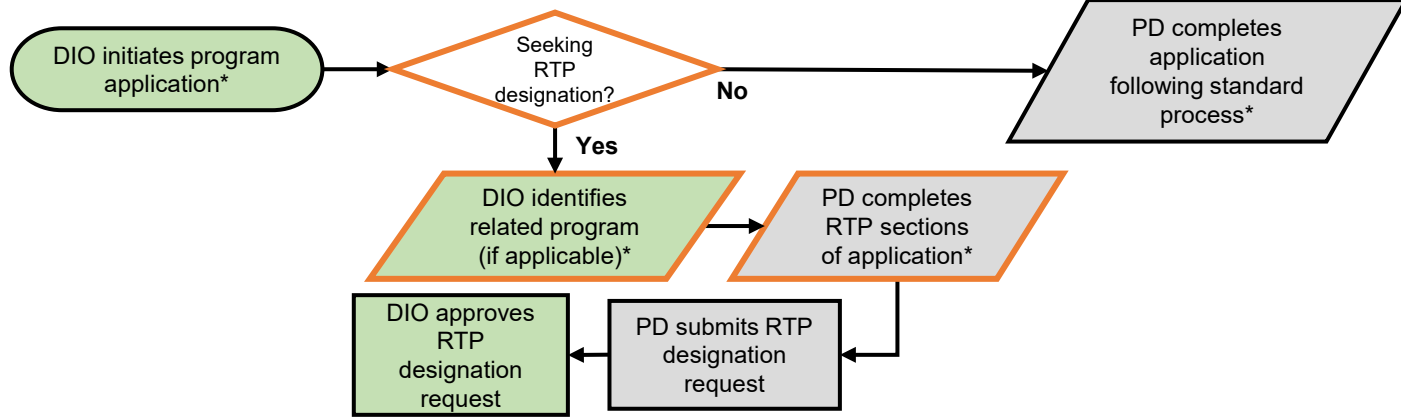 DIO initiates program
application*
Seeking
RTP
designation?
No
PD completes
application
following standard
process*
Yes
DIO identifies
related program
(if applicable)*
PD completes
RTP sections
of application*
DIO approves
RTP
designation
request
PD submits RTP
designation
request